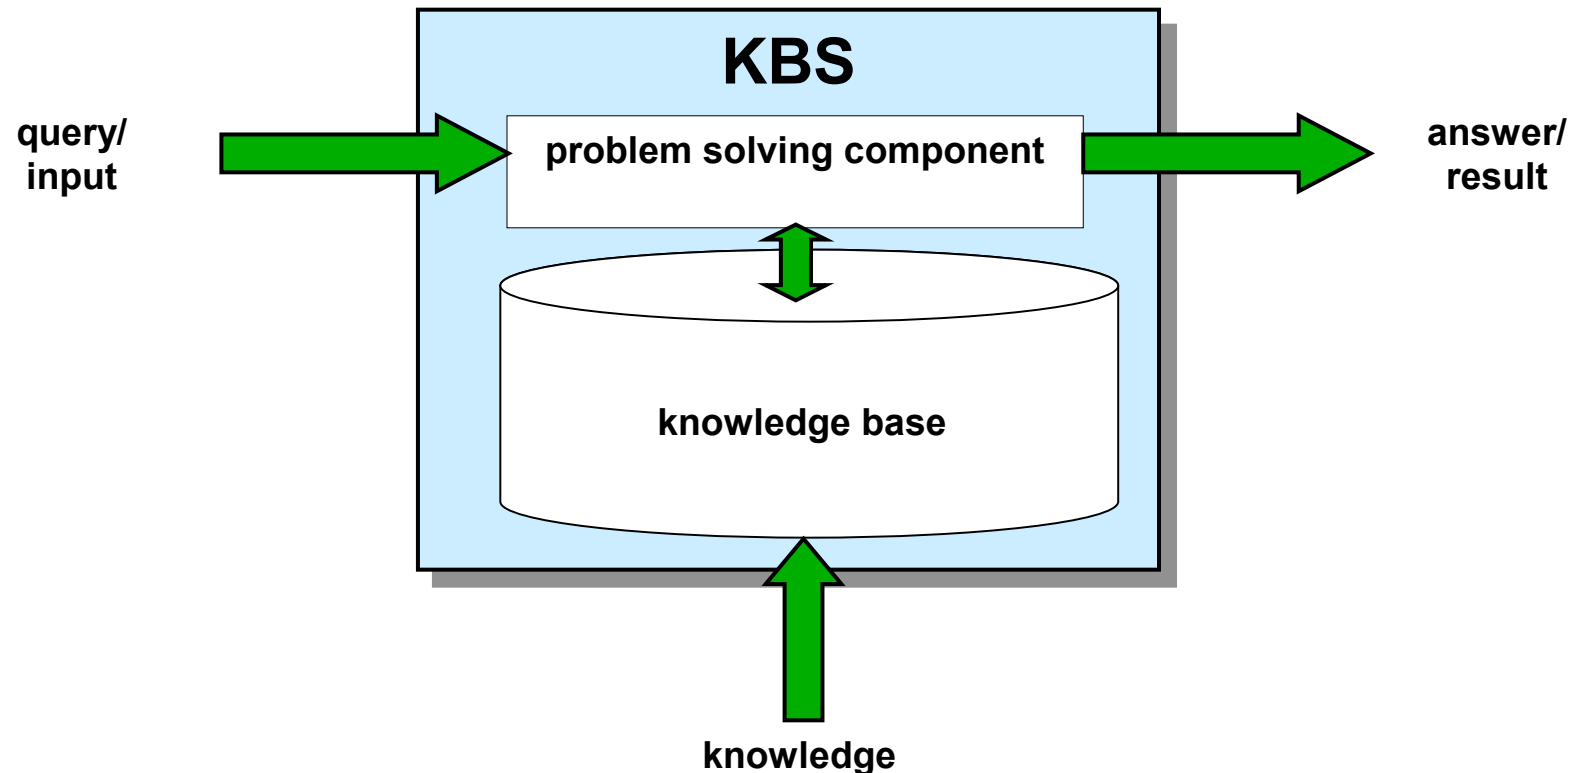 KBS
query/
input
problem solving component
answer/
result
knowledge base
knowledge